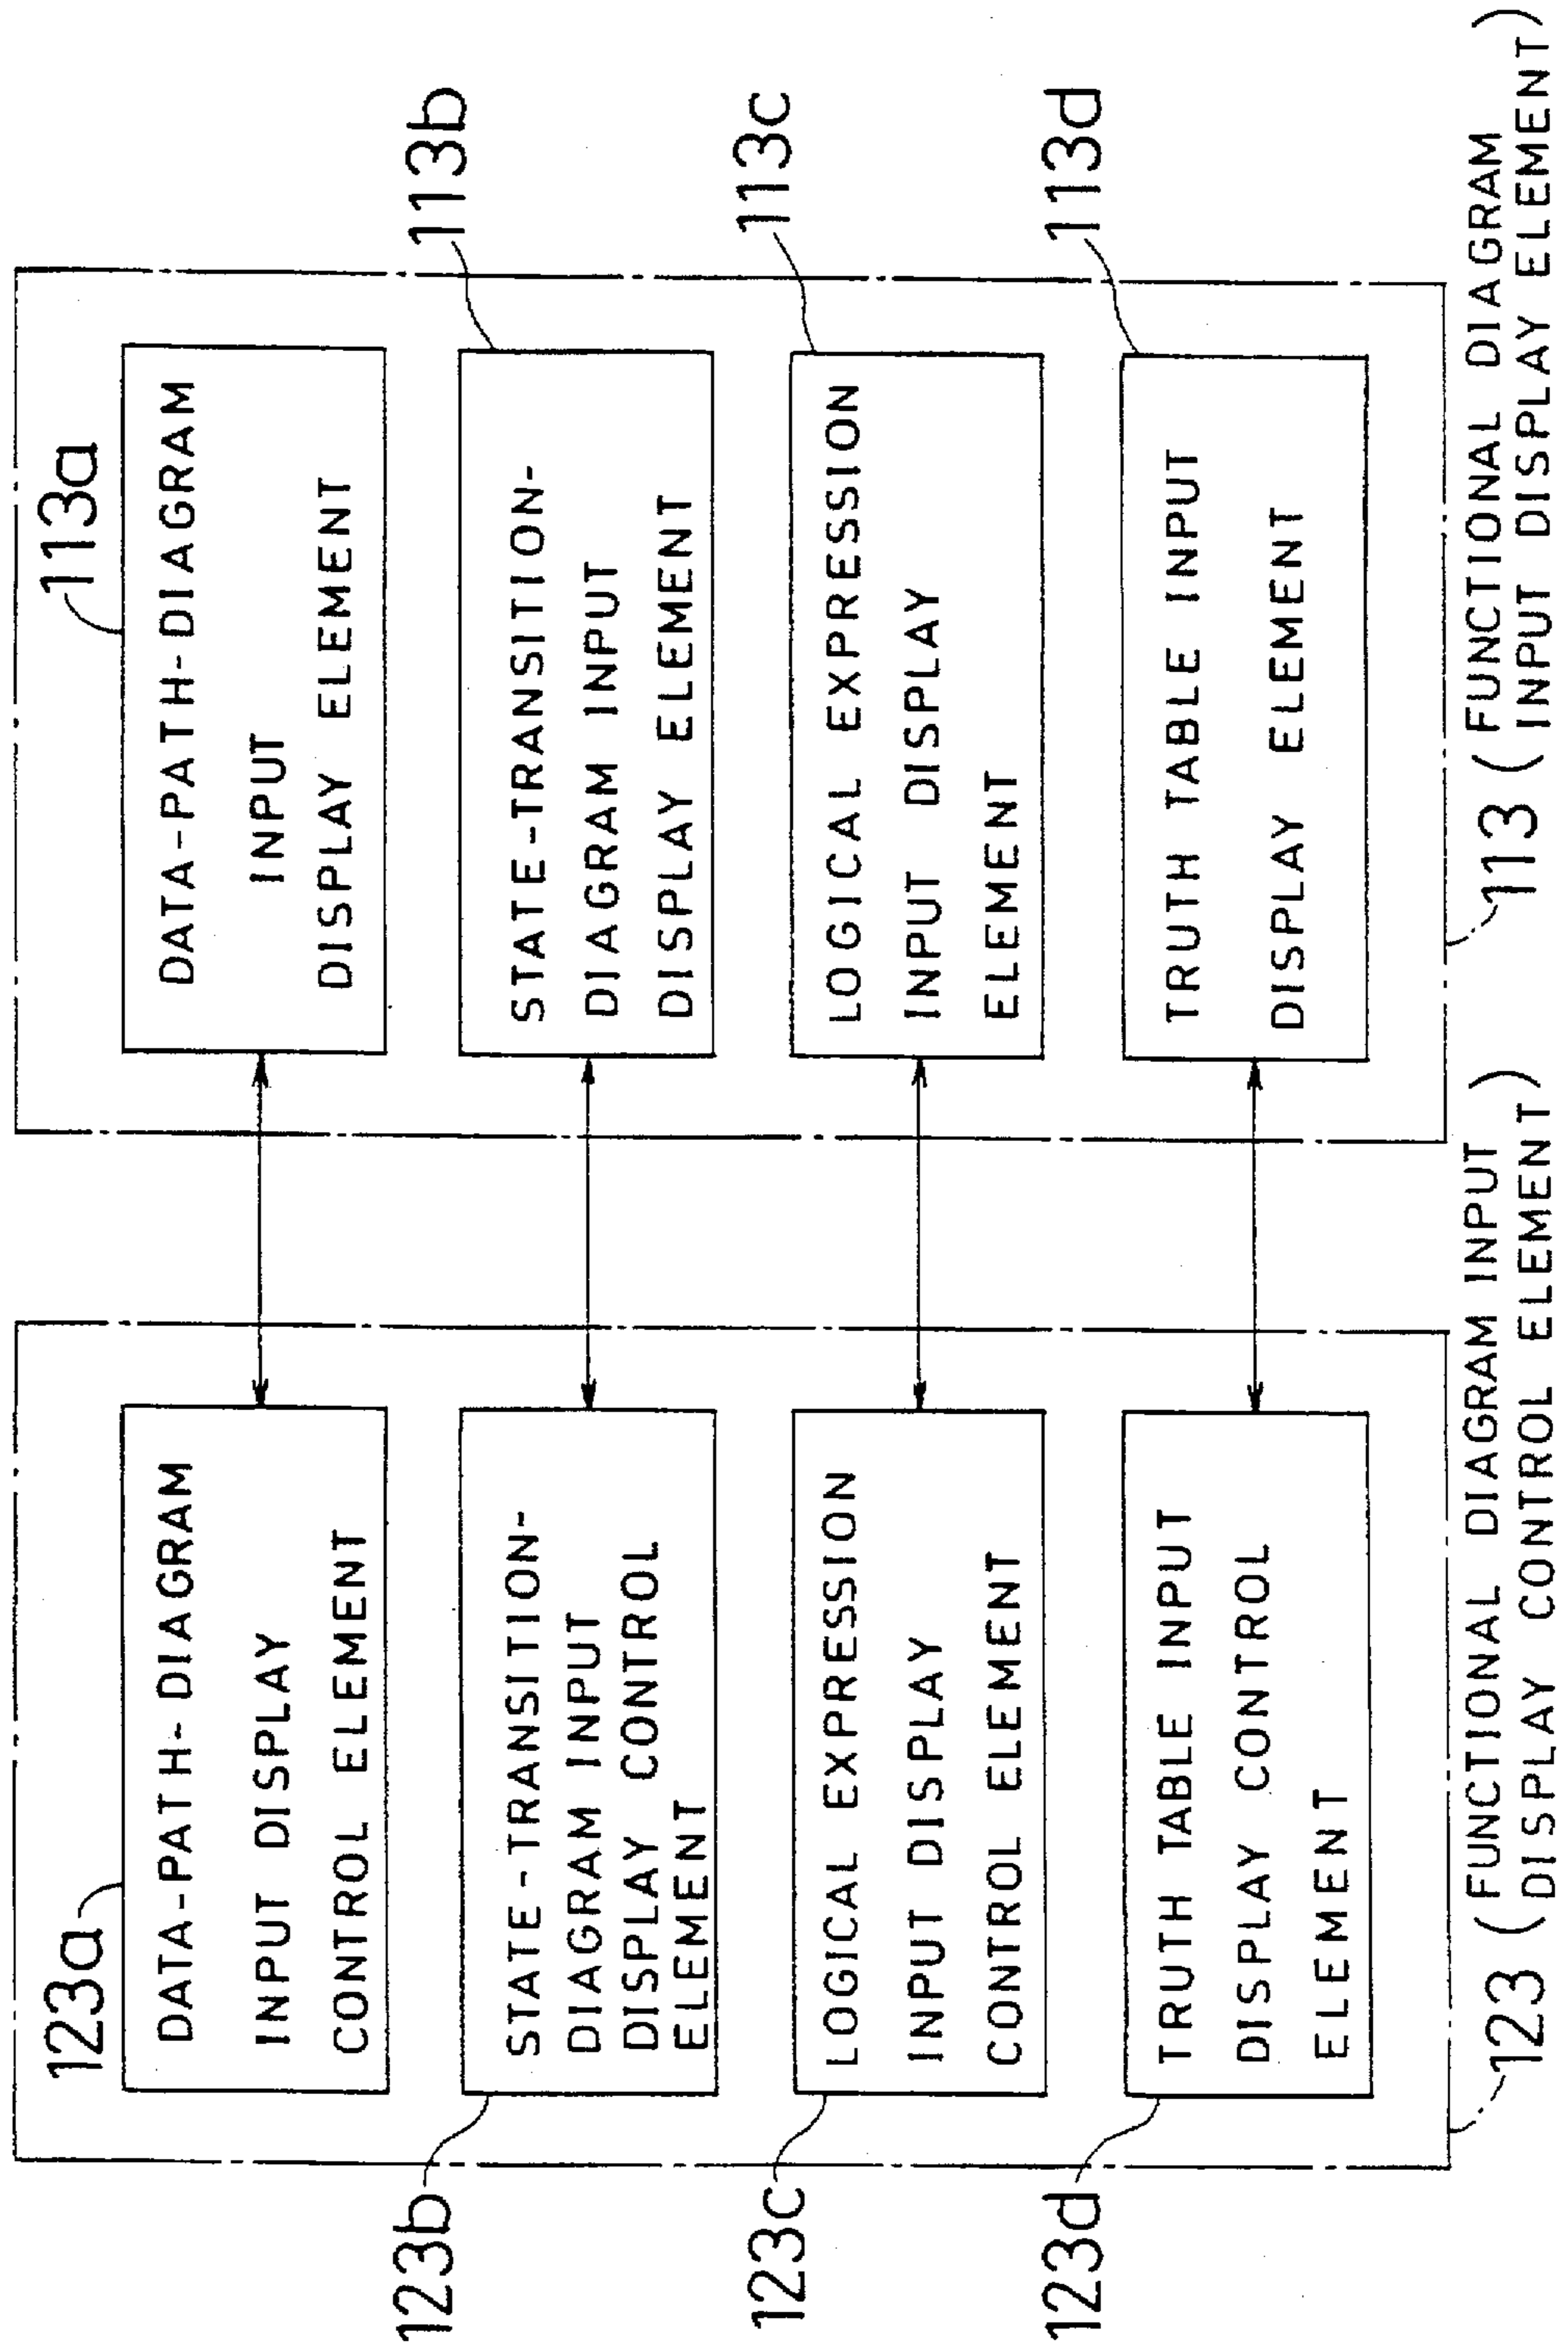 123a
DATA-PATH-DIAGRAM
INPUT DISPLAY
CONTROL ELEMENT
123b
STATE-TRANSITION-
DIAGRAM INPUT
DISPLAY CONTROL
ELEMENT
123c
LOGICAL EXPRESSION
INPUT DISPLAY
CONTROL ELEMENT
123d
TRUTH TABLE INPUT
DISPLAY CONTROL
ELEMENT
123 (FUNCTIONAL DIAGRAM INPUT
DISPLAY CONTROL ELEMENT)
113a
DATA-PATH-DIAGRAM
INPUT
DISPLAY ELEMENT
113b
STATE-TRANSITION-
DIAGRAM INPUT
DISPLAY ELEMENT
113c
LOGICAL EXPRESSION
INPUT DISPLAY
ELEMENT
113d
TRUTH TABLE INPUT
DISPLAY ELEMENT
113 (FUNCTIONAL DIAGRAM
INPUT DISPLAY ELEMENT)